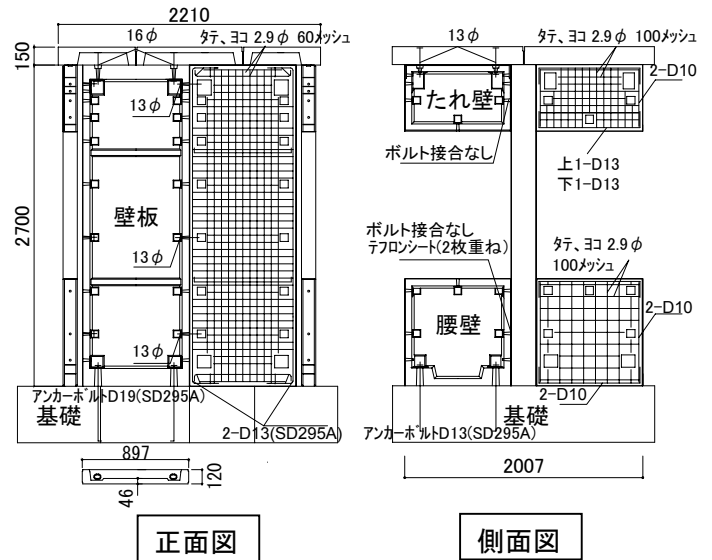 2210
16φ
タテ、ヨコ 2.9φ 60メッシュ
150
13φ
2700
壁板
13φ
13φ
アンカーボルトD19(SD295A)
基礎
2-D13(SD295A)
897
120
46
正面図
13φ
タテ、ヨコ 2.9φ 100メッシュ
2-D10
たれ壁
ボルト接合なし
上1-D13
下1-D13
ボルト接合なし
テフロンシート(2枚重ね)
タテ、ヨコ 2.9φ
100メッシュ
2-D10
腰壁
2-D10
基礎
アンカーボルトD13(SD295A)
2007
側面図